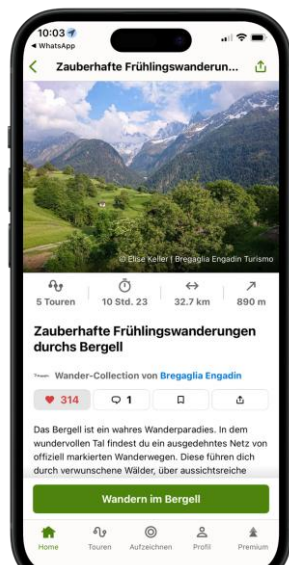 10:03
◀ WhatsApp
Zauberhafte Frühlingswanderun...
© Elise Keller | Bregaglia Engadin Turismo
5 Touren
10 Std. 23
32.7 km
890 m
Zauberhafte Frühlingswanderungen
durchs Bergell
Wander-Collection von Bregaglia Engadin
314
1
Das Bergell ist ein wahres Wanderparadies. In dem
wundervollen Tal findest du ein ausgedehntes Netz von
offiziell markierten Wanderwegen. Diese führen dich
durch verwunschene Wälder, über aussichtsreiche
Wandern im Bergell
Home
Touren
Aufzeichnen
Profil
Premium